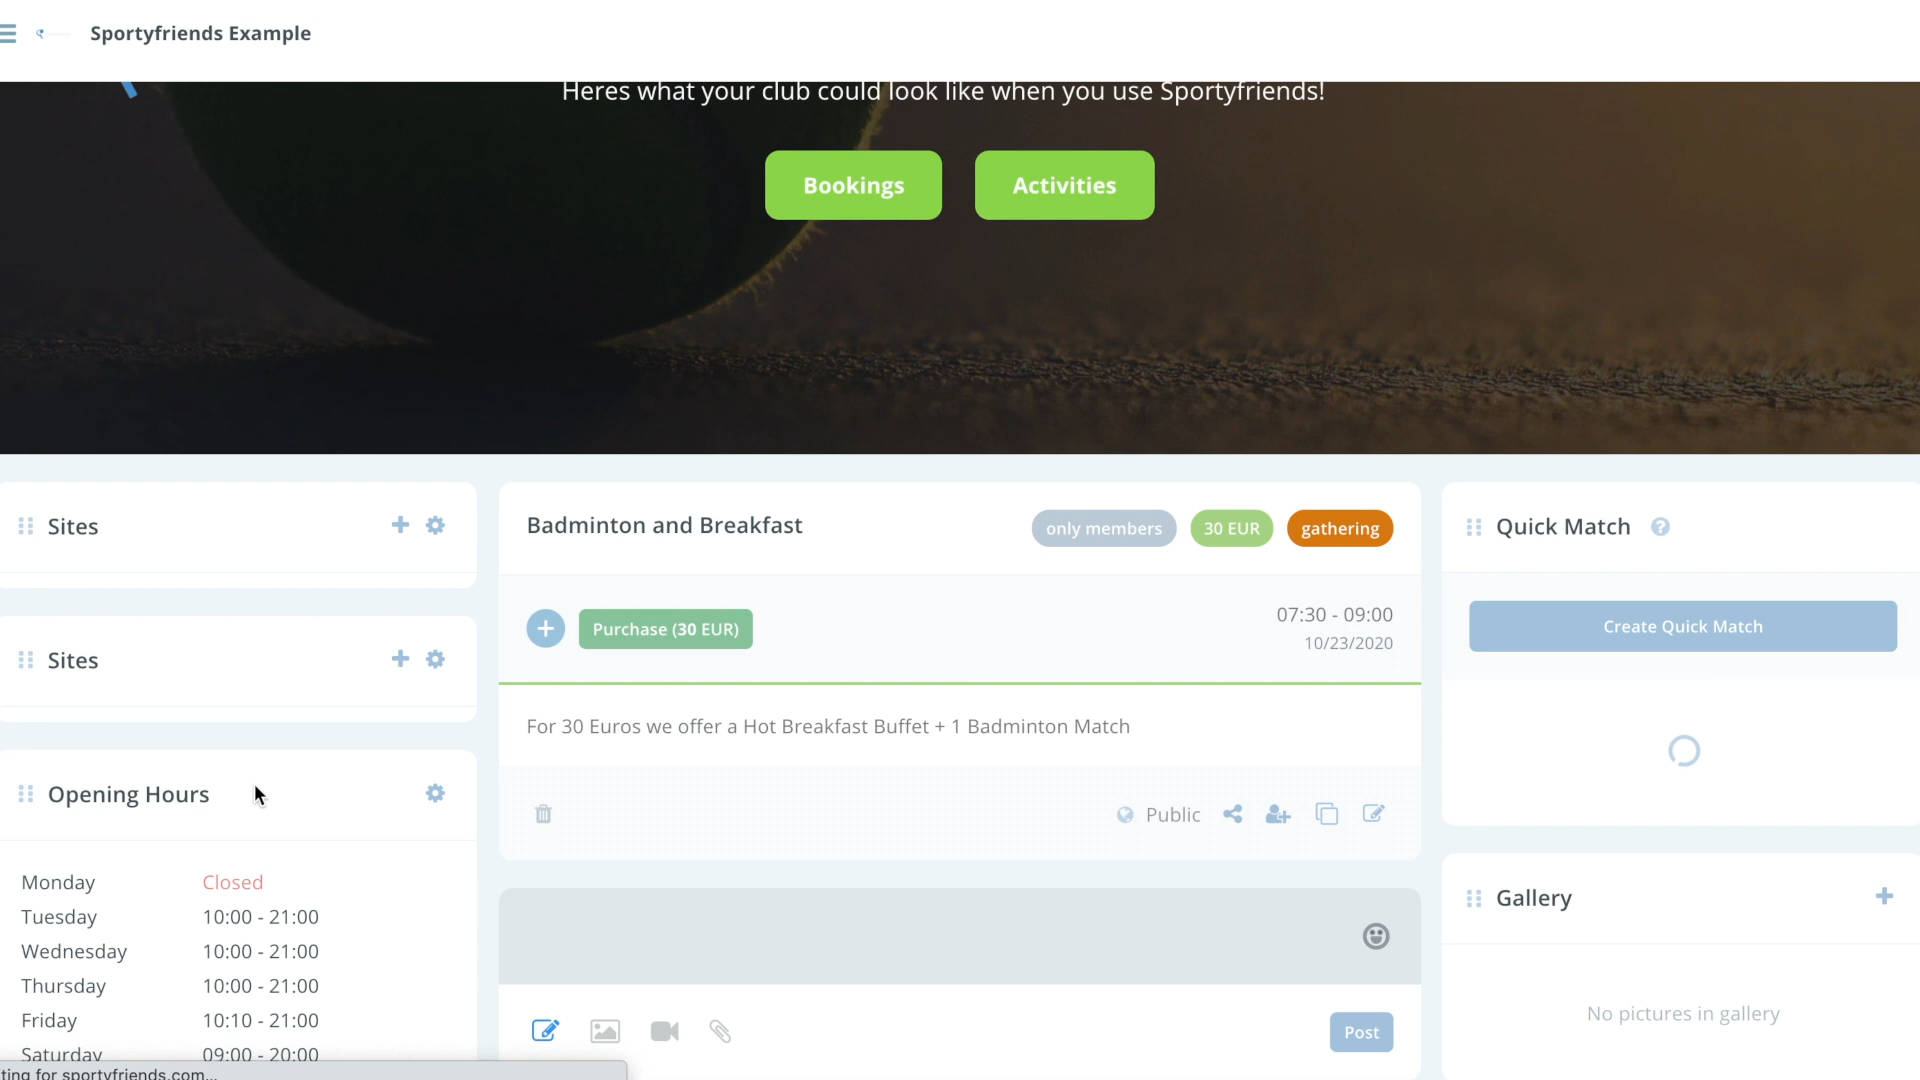 Sportyfriends Example
Heres what your club could look like when you use Sportyfriends!
Bookings
Activities
Sites
Sites
Opening Hours
Monday Closed
Tuesday 10:00 - 21:00
Wednesday 10:00 - 21:00
Thursday 10:00 - 21:00
Friday 10:10 - 21:00
Saturday 09:00 - 20:00
ting for sportyfriends.com...
Badminton and Breakfast
only members
30 EUR
gathering
Purchase (30 EUR)
07:30 - 09:00
10/23/2020
For 30 Euros we offer a Hot Breakfast Buffet + 1 Badminton Match
Public
Post
Quick Match ?
Create Quick Match
Gallery
No pictures in gallery